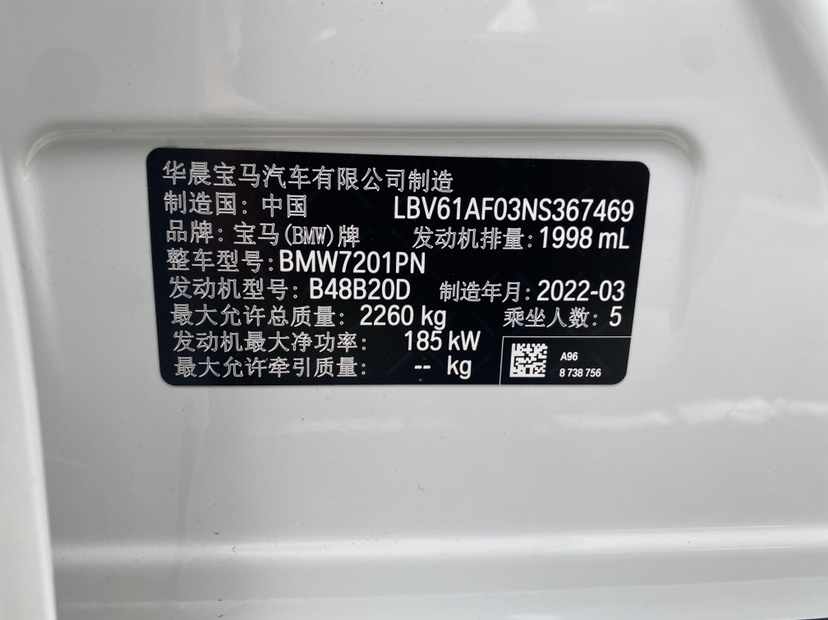 华晨宝马汽车有限公司制造
制造国: 中国 LBV61AF03NS367469
品牌: 宝马(BMW)牌 发动机排量: 1998 mL
整车型号: BMW7201PN
发动机型号: B48B20D 制造年月: 2022-03
最大允许总质量: 2260 kg 乘坐人数: 5
发动机最大净功率: 185 kW
最大允许牵引质量: -- kg
A96
8 738 756